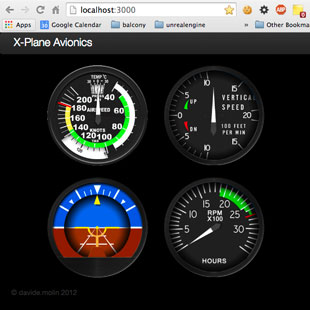 localhost:3000
Apps
Google Calendar
balcony
unrealengine
»
Other Bookma
X-Plane Avionics
TEMP °C
200
40
AIRSPEED
180
60
160
KNOTS
80
140
120
100
10
15
5
UP
VERTICAL
SPEED
0
20
DN
100 FEET
PER MIN
5
10
15
15
20
10
RPM
X100
25
5
30
HOURS
© davide.molin 2012